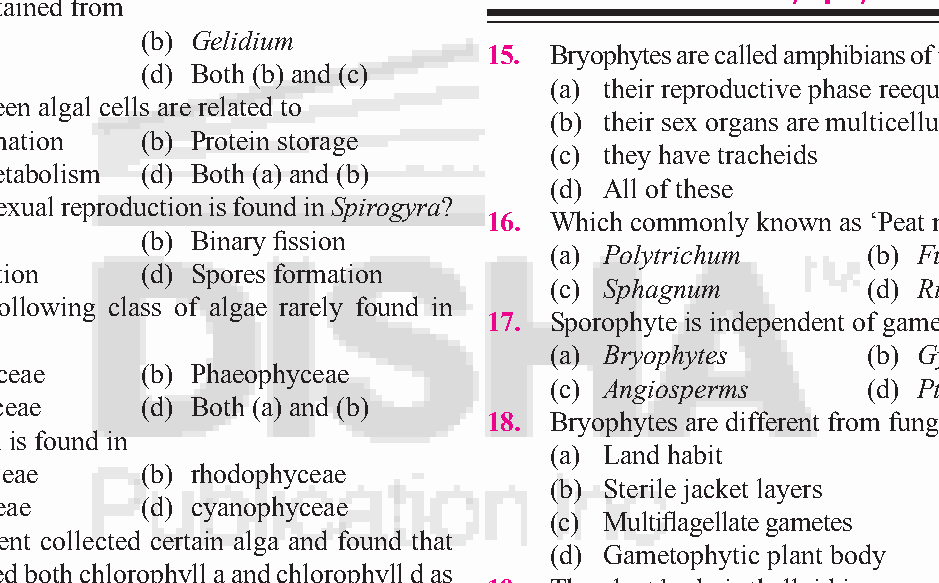 tained from
(b) Gelidium
(d) Both (b) and (c)
een algal cells are related to
mation (b) Protein storage
etabolism (d) Both (a) and (b)
exual reproduction is found in Spirogyra?
(b) Binary fission
tion (d) Spores formation
ollowing class of algae rarely found in
ceae (b) Phaeophyceae
ceae (d) Both (a) and (b)
is found in
eae (b) rhodophyceae
eae (d) cyanophyceae
ent collected certain alga and found that
ed both chlorophyll a and chlorophyll d as
15. Bryophytes are called amphibians of
(a) their reproductive phase reequ
(b) their sex organs are multicellu
(c) they have tracheids
(d) All of these
16. Which commonly known as ‘Peat
(a) Polytrichum (b) Fu
(c) Sphagnum (d) Ri
17. Sporophyte is independent of game
(a) Bryophytes (b) Gy
(c) Angiosperms (d) Pt
18. Bryophytes are different from fung
(a) Land habit
(b) Sterile jacket layers
(c) Multiflagellate gametes
(d) Gametophytic plant body
DISHA
Publication Inc